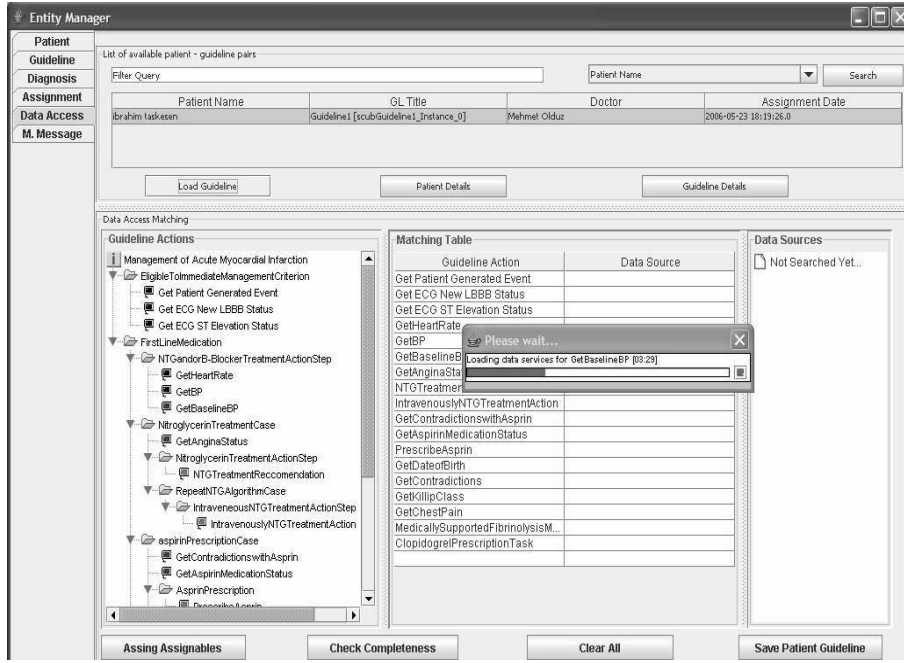 Entity Manager
Patient
Guideline
Diagnosis
Assignment
Data Access
M. Message
List of available patient - guideline pairs
Filter Query
Patient Name
Search
Patient Name GL Title Doctor Assignment Date
ibrahim taskesen Guideline1 [scubGuideline1_Instance_0] Mehmet Olduz 2006-05-23 18:19:26.0
Load Guideline Patient Details Guideline Details
Data Access Matching
Guideline Actions
Management of Acute Myocardial Infarction
EligibleToImmediateManagementCriterion
Get Patient Generated Event
Get ECG New LBBB Status
Get ECG ST Elevation Status
FirstLineMedication
NTGandorB-BlockerTreatmentActionStep
GetHeartRate
GetBP
GetBaselineBP
NitroglycerinTreatmentCase
GetAnginaStatus
NitroglycerinTreatmentActionStep
NTGTreatmentReccomendation
RepeatNTGAlgorithmCase
IntraveneousNTGTreatmentActionStep
IntravenouslyNTGTreatmentAction
aspirinPrescriptionCase
GetContradictionswithAsprin
GetAspirinMedicationStatus
AsprinPrescription
PrescribeAsprin
Matching Table
Guideline Action Data Source
Get Patient Generated Event
Get ECG New LBBB Status
Get ECG ST Elevation Status
GetHeartRate
GetBP
GetBaselineB
GetAnginaSta
NTGTreatmen
IntravenouslyNTGTreatmentAction
GetContradictionswithAsprin
GetAspirinMedicationStatus
PrescribeAsprin
GetDateofBirth
GetContradictions
GetKillipClass
GetChestPain
MedicallySupportedFibrinolysisM...
ClopidogrelPrescriptionTask
Please wait...
Loading data services for GetBaselineBP [03:29]
Data Sources
Not Searched Yet...
Assing Assignables Check Completeness Clear All Save Patient Guideline